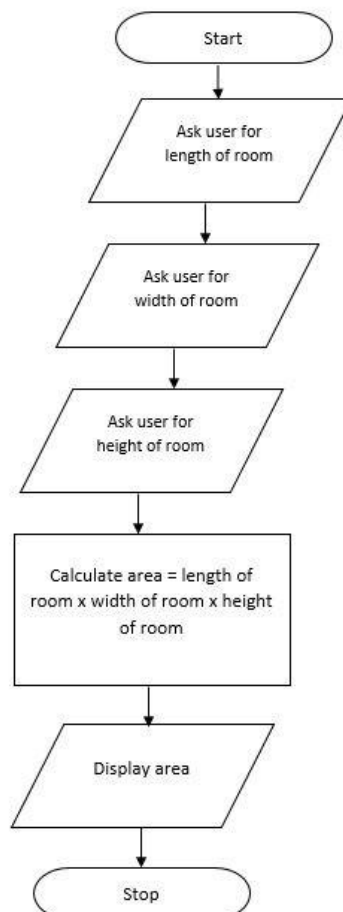 Start
Ask user for
length of room
Ask user for
width of room
Ask user for
height of room
Calculate area = length of
room x width of room x height
of room
Display area
Stop